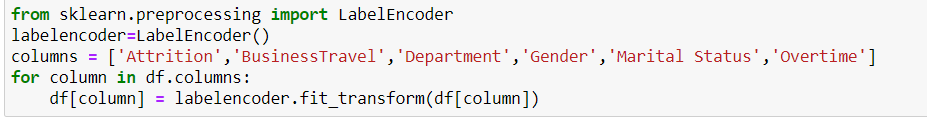 from sklearn.preprocessing import LabelEncoder
labelencoder=LabelEncoder()
columns = ['Attrition','BusinessTravel','Department','Gender','Marital Status','Overtime']
for column in df.columns:
    df[column] = labelencoder.fit_transform(df[column])